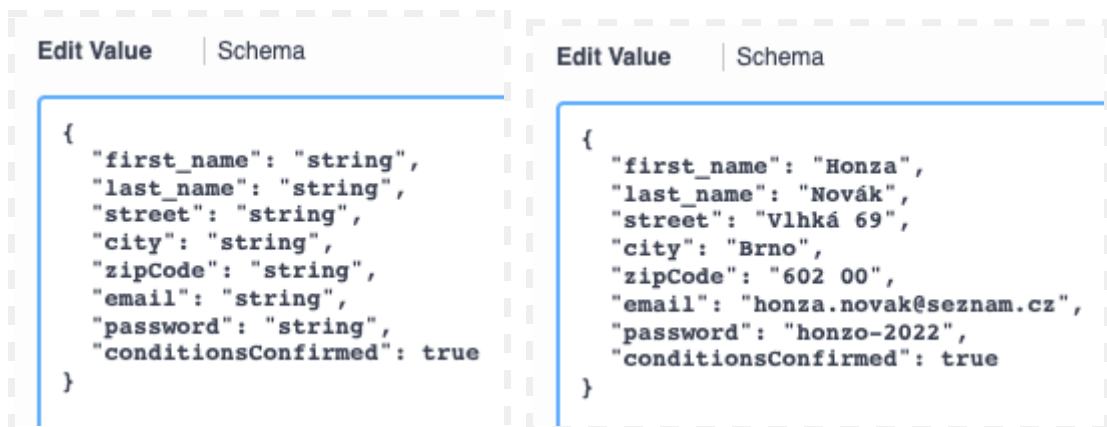 Edit Value | Schema
{
"first_name": "string",
"last_name": "string",
"street": "string",
"city": "string",
"zipCode": "string",
"email": "string",
"password": "string",
"conditionsConfirmed": true
}
Edit Value | Schema
{
"first_name": "Honza",
"last_name": "Novák",
"street": "Vlhká 69",
"city": "Brno",
"zipCode": "602 00",
"email": "honza.novak@seznam.cz",
"password": "honzo-2022",
"conditionsConfirmed": true
}